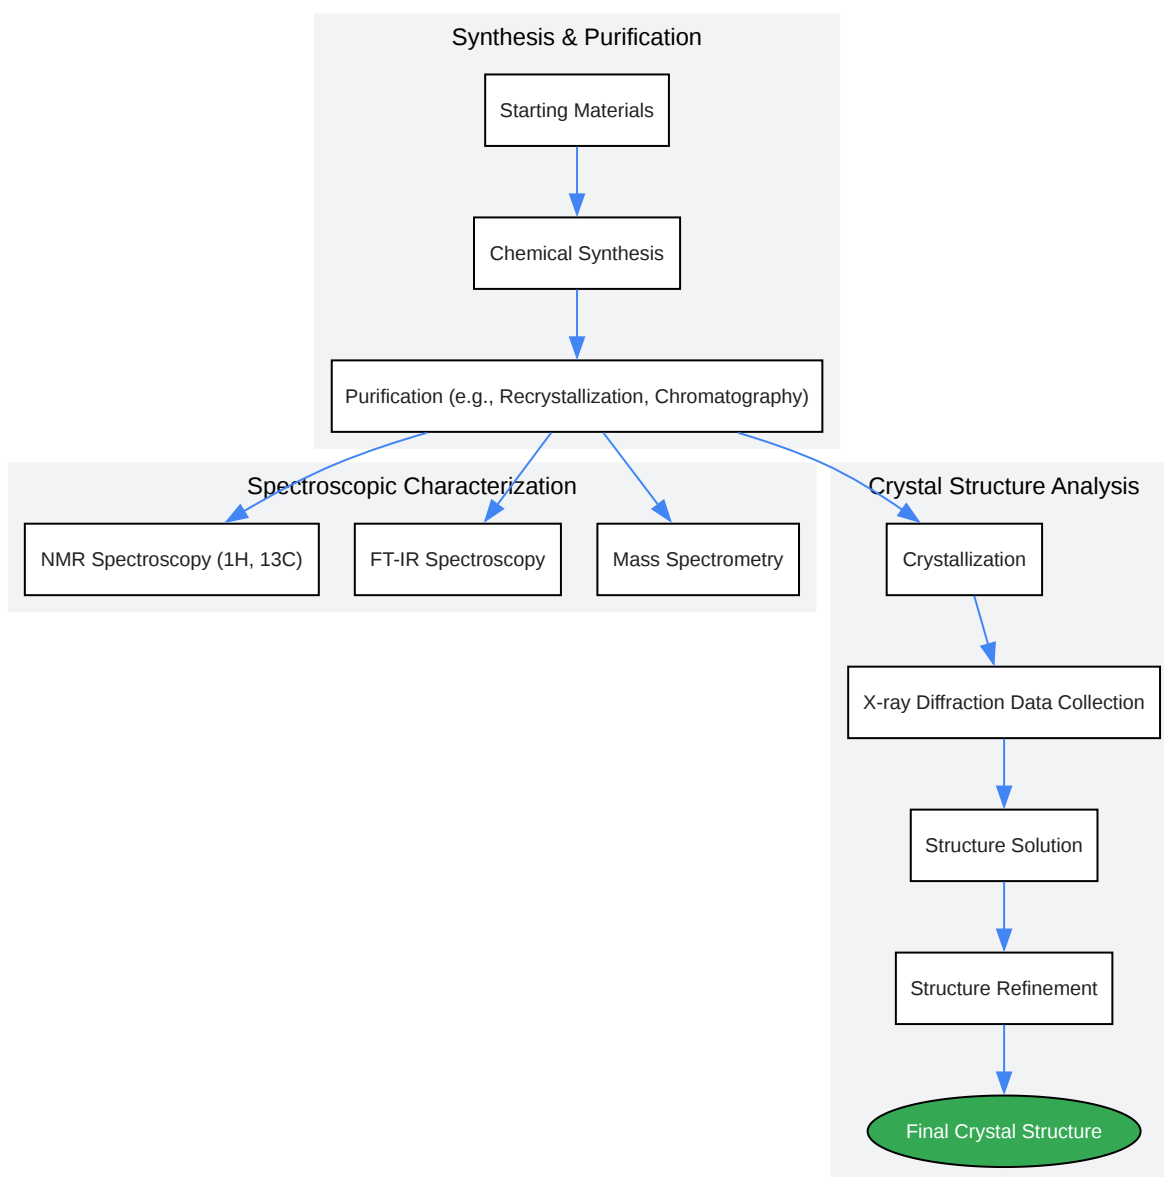 Synthesis & Purification
Starting Materials
Chemical Synthesis
Purification (e.g., Recrystallization, Chromatography)
Spectroscopic Characterization
NMR Spectroscopy (1H, 13C)
FT-IR Spectroscopy
Mass Spectrometry
Crystal Structure Analysis
Crystallization
X-ray Diffraction Data Collection
Structure Solution
Structure Refinement
Final Crystal Structure